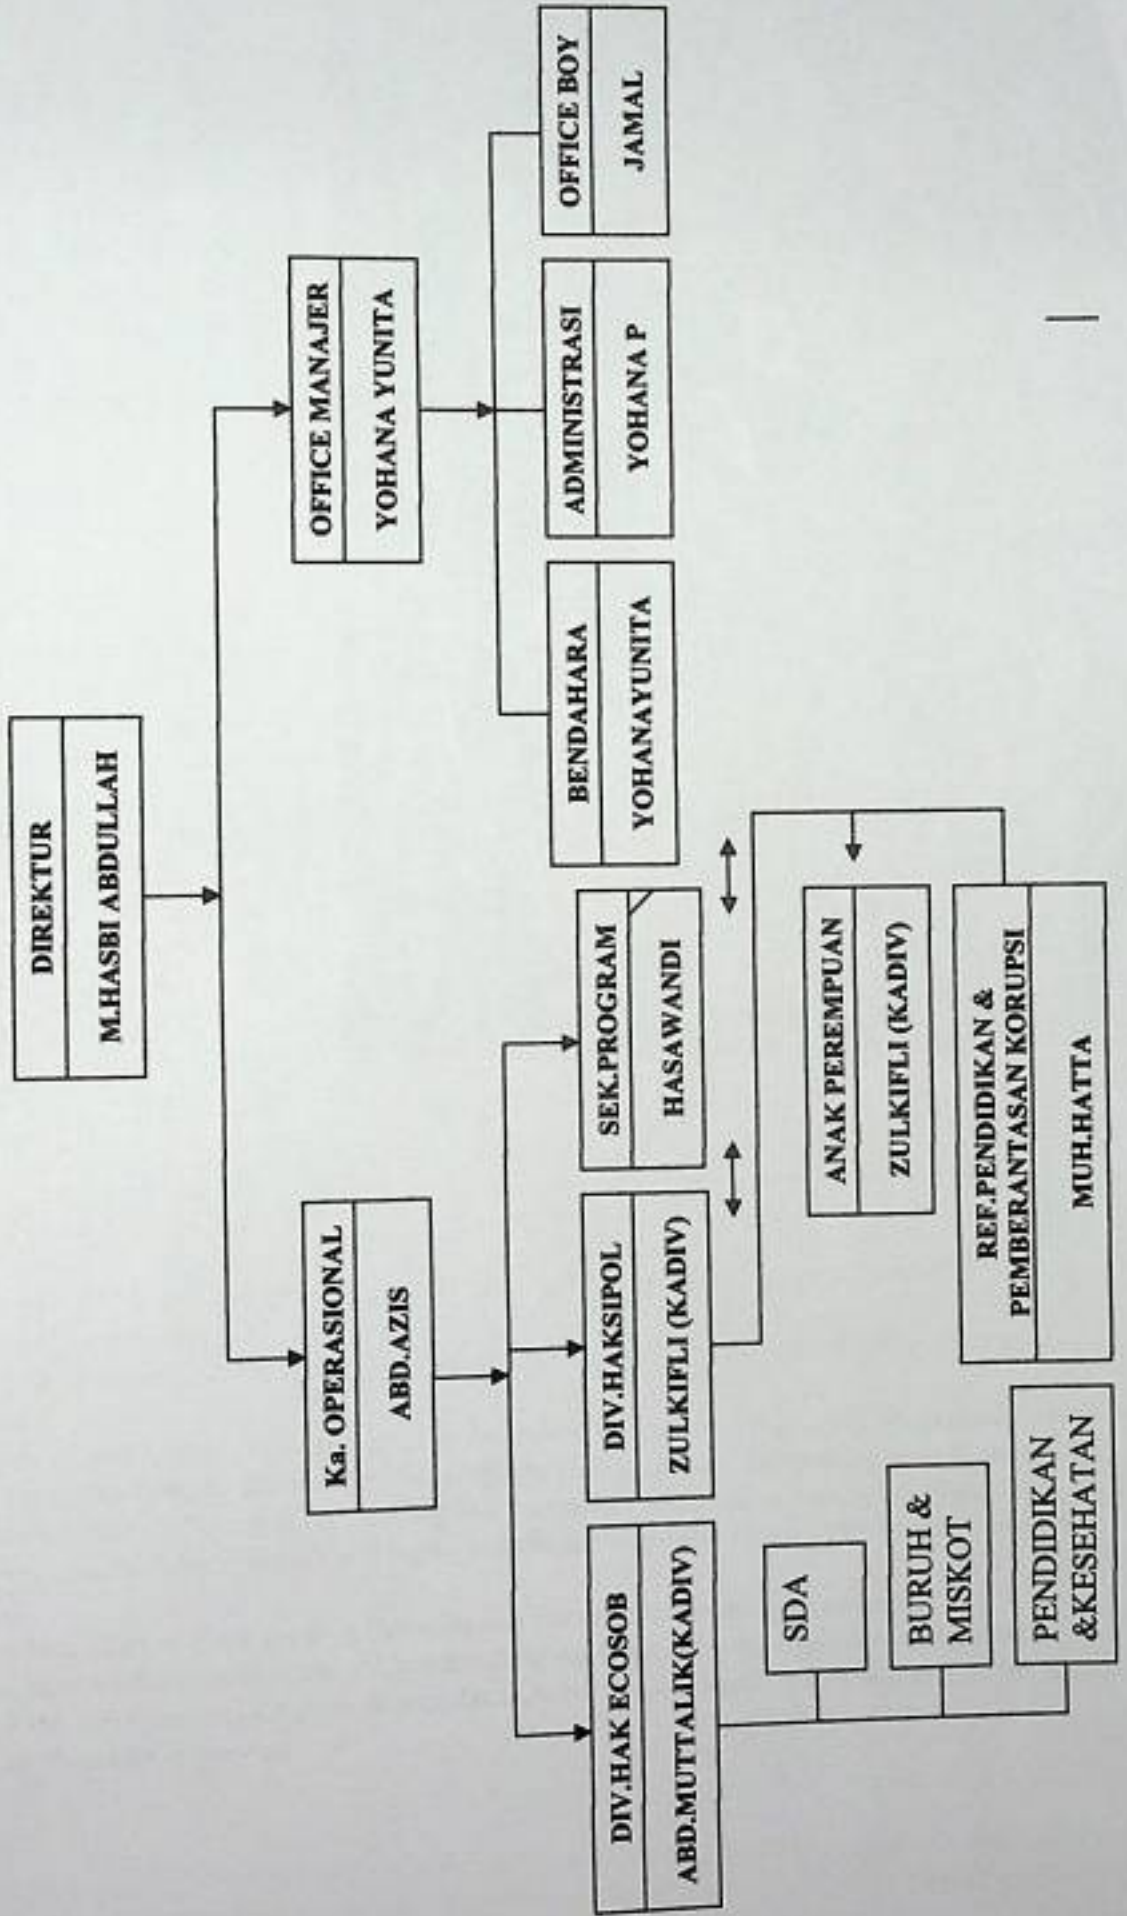 DIREKTUR
M.HASBI ABDULLAH
Ka. OPERASIONAL
ABD.AZIS
OFFICE MANAJER
YOHANA YUNITA
DIV.HAK ECOSOB
ABD.MUTTALIK(KADIV)
DIV.HAKSIPOL
ZULKIFLI (KADIV)
SEK.PROGRAM
HASAWANDI
BENDAHARA
YOHANAYUNITA
ADMINISTRASI
YOHANA P
OFFICE BOY
JAMAL
SDA
BURUH &
MISKOT
PENDIDIKAN
&KESEHATAN
ANAK PEREMPUAN
ZULKIFLI (KADIV)
REF.PENDIDIKAN &
PEMBERANTASAN KORUPSI
MUH.HATTA